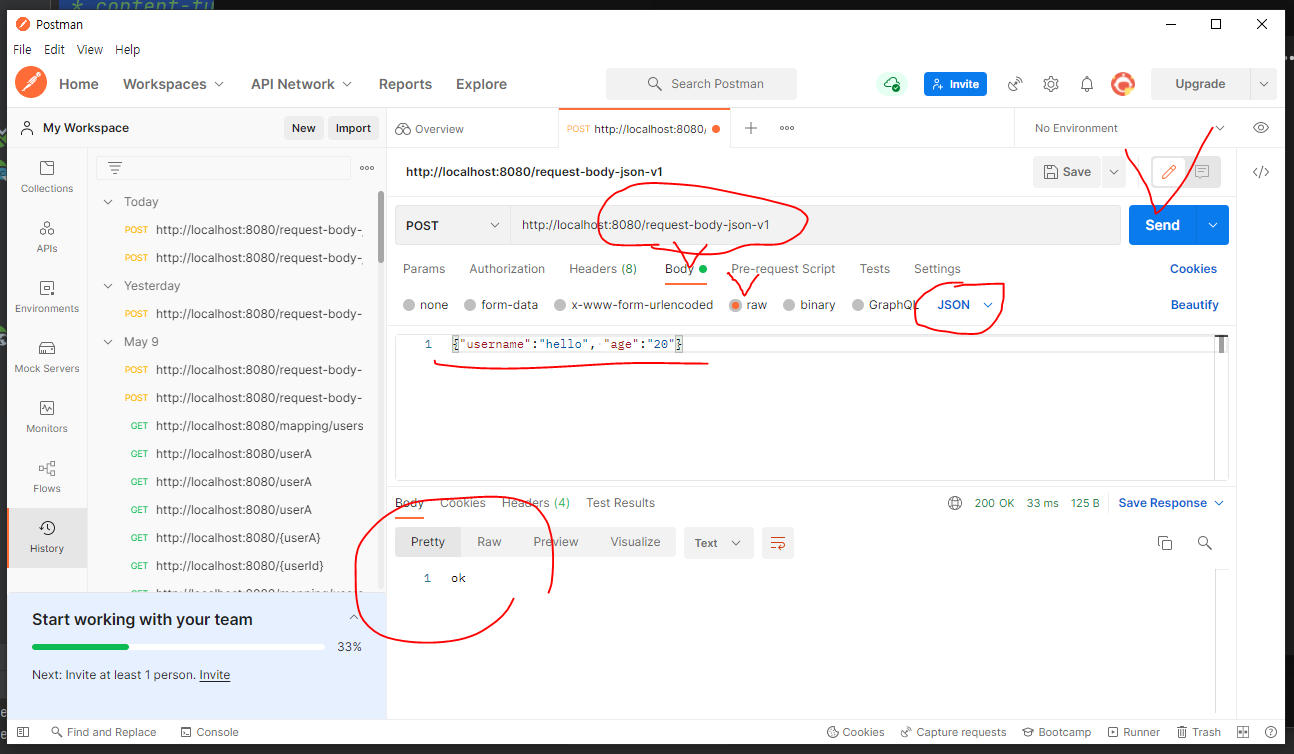 * content-ty
Postman
File Edit View Help
Home Workspaces API Network Reports Explore Search Postman Invite Upgrade
My Workspace New Import Overview POST http://localhost:8080/ No Environment
Collections
APIs
Environments
Mock Servers
Monitors
Flows
History
Today
POST http://localhost:8080/request-body-
POST http://localhost:8080/request-body-
Yesterday
POST http://localhost:8080/request-body-
May 9
POST http://localhost:8080/request-body-
POST http://localhost:8080/request-body-
GET http://localhost:8080/mapping/users
GET http://localhost:8080/userA
GET http://localhost:8080/userA
GET http://localhost:8080/userA
GET http://localhost:8080/{userA}
GET http://localhost:8080/{userId}
GET http://localhost:8080/mapping/users
Start working with your team
33%
Next: Invite at least 1 person. Invite
http://localhost:8080/request-body-json-v1 Save
POST http://localhost:8080/request-body-json-v1 Send
Params Authorization Headers (8) Body Pre-request Script Tests Settings Cookies
none form-data x-www-form-urlencoded raw binary GraphQL JSON Beautify
1 {"username":"hello", "age":"20"}
Body Cookies Headers (4) Test Results 200 OK 33 ms 125 B Save Response
Pretty Raw Preview Visualize Text
1 ok
Find and Replace Console Cookies Capture requests Bootcamp Runner Trash